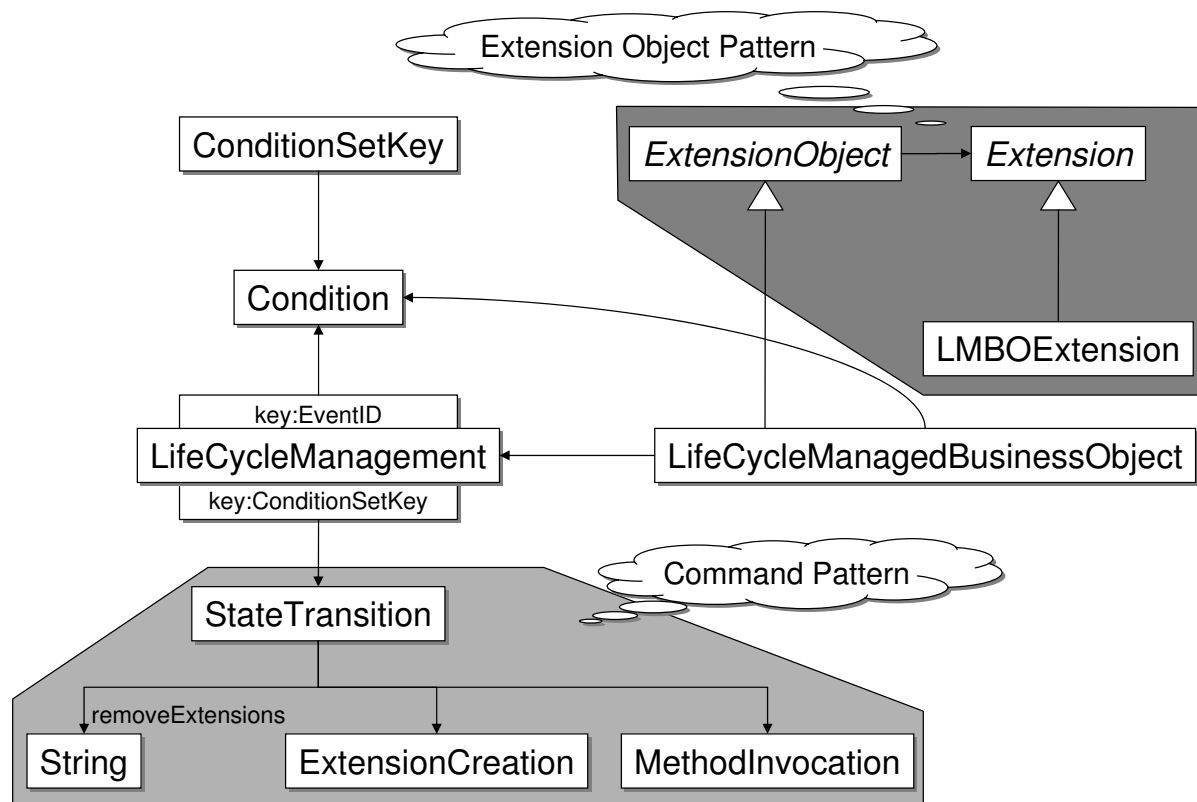 Extension Object Pattern
ConditionSetKey
ExtensionObject
Extension
Condition
LMBOExtension
key:EventID
LifeCycleManagement
LifeCycleManagedBusinessObject
key:ConditionSetKey
Command Pattern
StateTransition
removeExtensions
String
ExtensionCreation
MethodInvocation